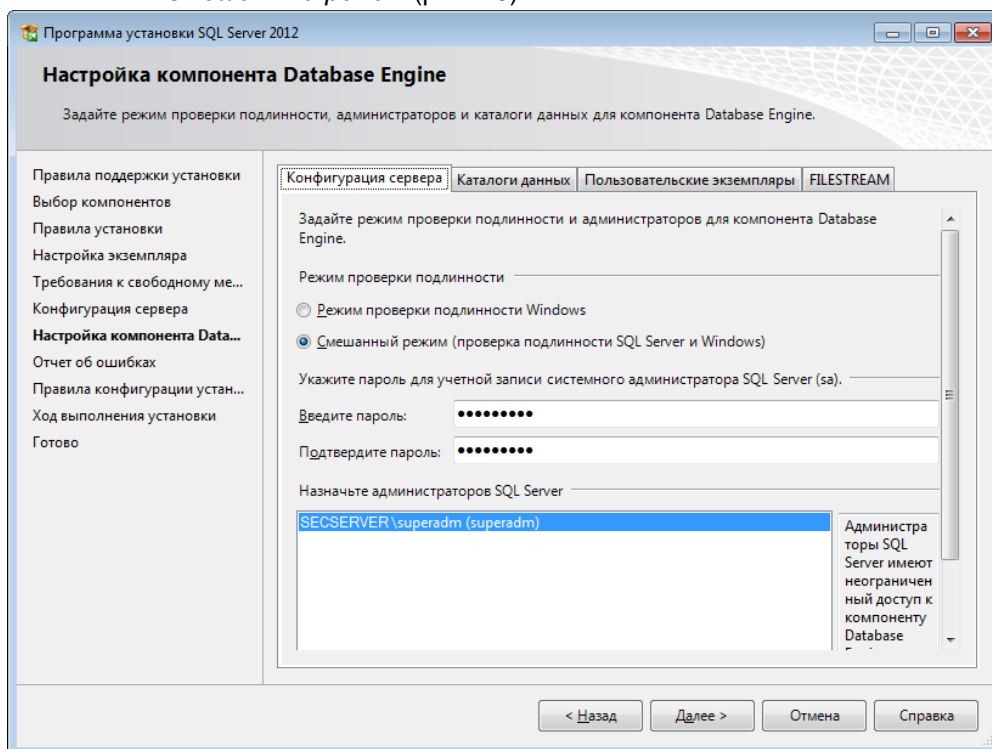 Программа установки SQL Server 2012
Настройка компонента Database Engine
Задайте режим проверки подлинности, администраторов и каталоги данных для компонента Database Engine.
Правила поддержки установки
Выбор компонентов
Правила установки
Настройка экземпляра
Требования к свободному ме...
Конфигурация сервера
Настройка компонента Data...
Отчет об ошибках
Правила конфигурации устан...
Ход выполнения установки
Готово
Конфигурация сервера
Каталоги данных
Пользовательские экземпляры
FILESTREAM
Задайте режим проверки подлинности и администраторов для компонента Database
Engine.
Режим проверки подлинности
Режим проверки подлинности Windows
Смешанный режим (проверка подлинности SQL Server и Windows)
Укажите пароль для учетной записи системного администратора SQL Server (sa).
Введите пароль: ●●●●●●●●●
Подтвердите пароль: ●●●●●●●●●
Назначьте администраторов SQL Server
SECSERVER\superadm (superadm)
Администра
торы SQL
Server имеют
неограничен
ный доступ к
компоненту
Database
< Назад
Далее >
Отмена
Справка